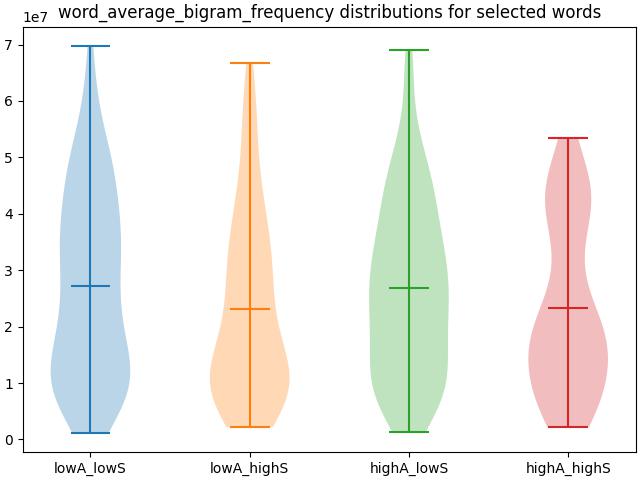 word_average_bigram_frequency distributions for selected words
1e7
7
6
5
4
3
2
1
0
lowA_lowS lowA_highS highA_lowS highA_highS